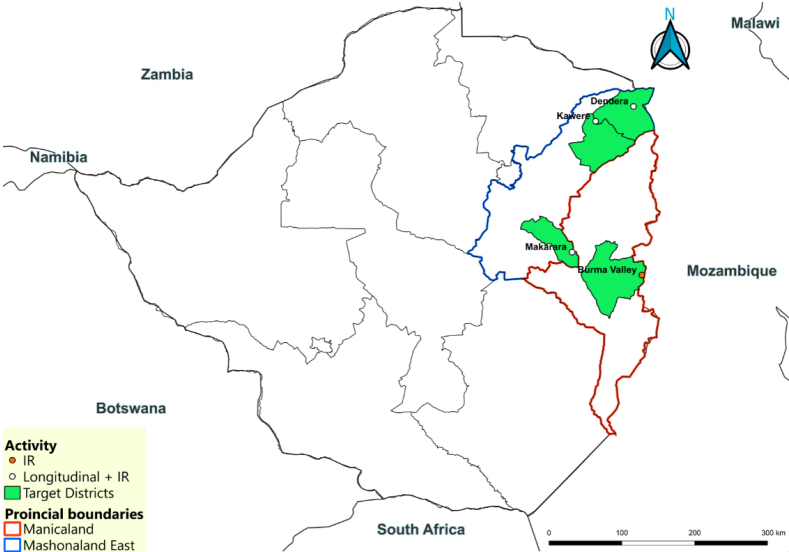 N
Malawi
Zambia
Dendera
Kawere
Namibia
Makarara
Burma Valley
Mozambique
Botswana
South Africa
Activity
IR
Longitudinal + IR
Target Districts
Proincial boundaries
Manicaland
Mashonaland East
0 100 200 300 km